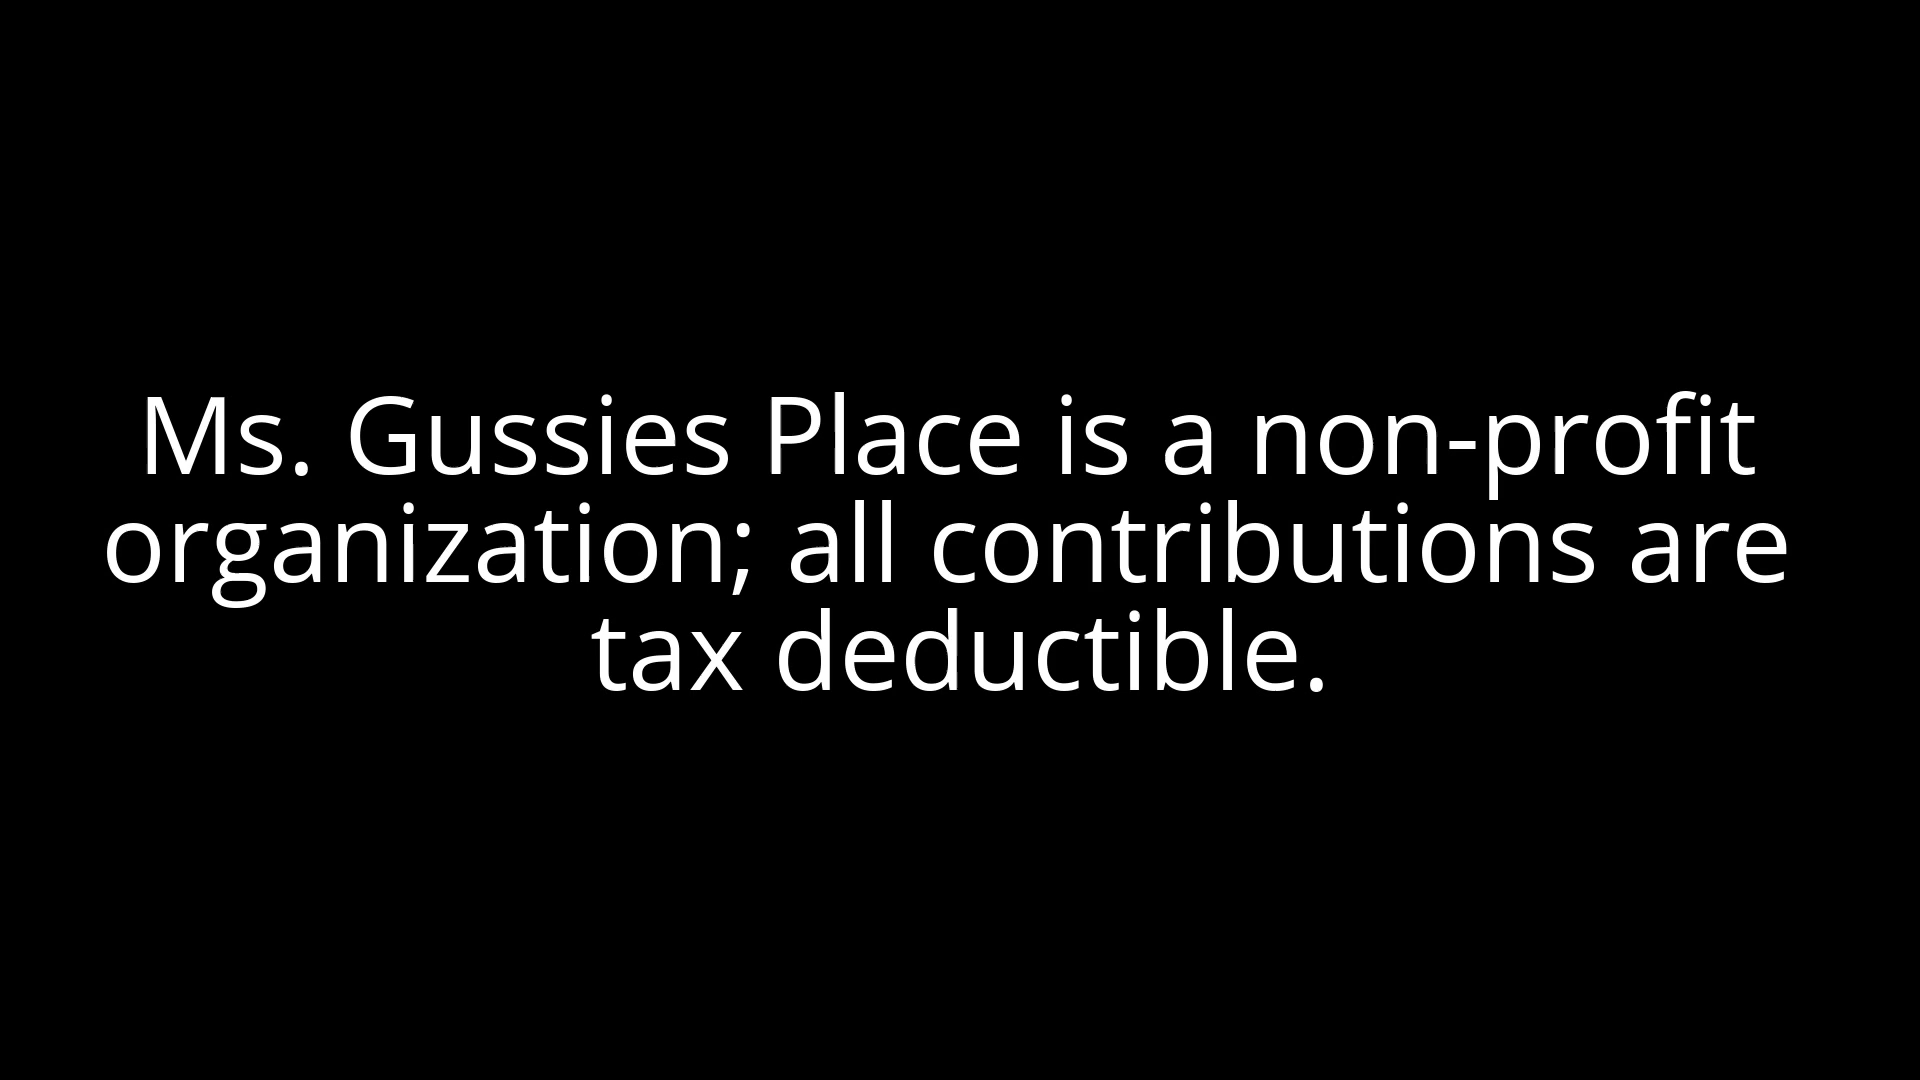 Ms. Gussies Place is a non-profit
organization; all contributions are
tax deductible.